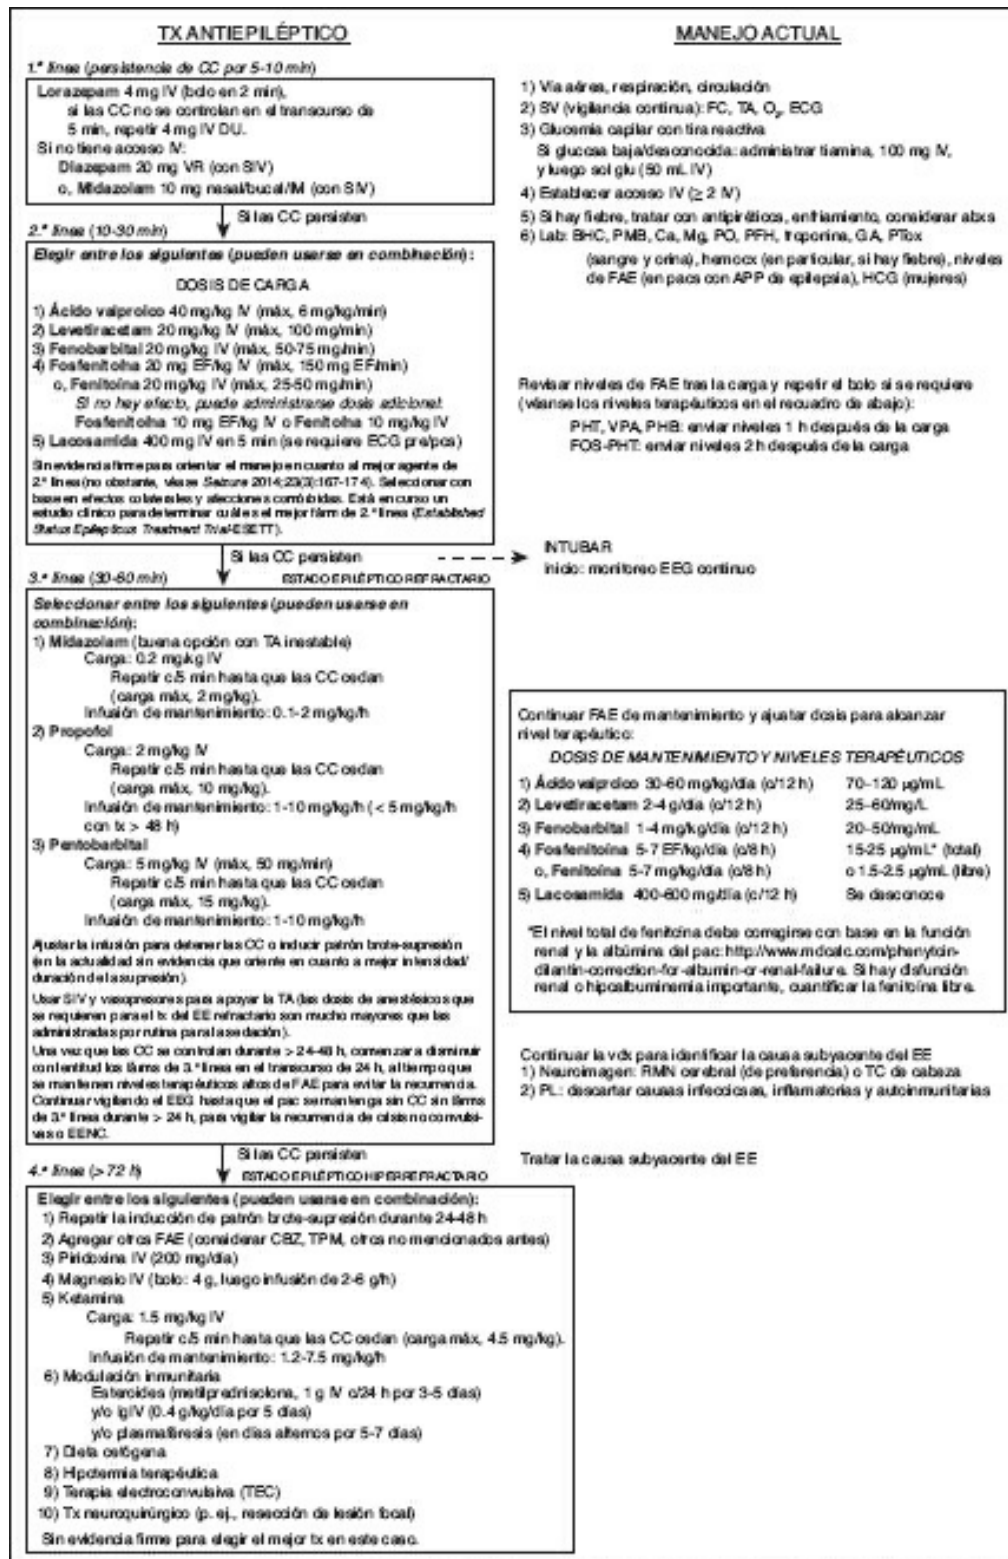 TX ANTIEPILÉPTICO
1.ª línea (persistencia de CC por 5-10 min)
Lorazepam 4 mg IV (bolo en 2 min),
si las CC no se controlan en el transcurso de
5 min, repetir 4 mg IV DU.
Si no tiene acceso IV:
Diazepam 20 mg VR (con SIV)
o, Midazolam 10 mg nasal/bucal/IM (con SIV)
Si las CC persisten
2.ª línea (10-30 min)
Elegir entre los siguientes (pueden usarse en combinación):
DOSIS DE CARGA
1) Ácido valproico 40 mg/kg IV (máx, 6 mg/kg/min)
2) Levetiracetam 20 mg/kg IV (máx, 100 mg/min)
3) Fenobarbital 20 mg/kg IV (máx, 50-75 mg/min)
4) Fosfenitoína 20 mg EF/kg IV (máx, 150 mg EF/min)
o, Fenitoína 20 mg/kg IV (máx, 25-50 mg/min)
Si no hay efecto, puede administrarse dosis adicional.
Fosfenitoína 10 mg EF/kg IV o Fenitoína 10 mg/kg IV
5) Lacosamida 400 mg IV en 5 min (se requiere ECG pre/pos)
Sin evidencia firme para orientar el manejo en cuanto al mejor agente de
2.ª línea (no obstante, véase Seizure 2014;23(3):167-174). Seleccionar con
base en efectos colaterales y afecciones comórbidas. Está en curso un
estudio clínico para determinar cuál es el mejor fárm de 2.ª línea (Established
Status Epilepticus Treatment Trial-ESETT).
Si las CC persisten
3.ª línea (30-60 min)
ESTADO EPILÉPTICO REFRACTARIO
Seleccionar entre los siguientes (pueden usarse en
combinación):
1) Midazolam (buena opción con TA inestable)
Carga: 0.2 mg/kg IV
Repetir c/5 min hasta que las CC cedan
(carga máx, 2 mg/kg).
Infusión de mantenimiento: 0.1-2 mg/kg/h
2) Propofol
Carga: 2 mg/kg IV
Repetir c/5 min hasta que las CC cedan
(carga máx, 10 mg/kg).
Infusión de mantenimiento: 1-10 mg/kg/h (< 5 mg/kg/h
con tx > 48 h)
3) Pentobarbital
Carga: 5 mg/kg IV (máx, 50 mg/min)
Repetir c/5 min hasta que las CC cedan
(carga máx, 15 mg/kg).
Infusión de mantenimiento: 1-10 mg/kg/h
Ajustar la infusión para detener las CC o inducir patrón brote-supresión
(en la actualidad sin evidencia que oriente en cuanto a mejor intensidad/
duración de la supresión).
Usar SIV y vasopresores para apoyar la TA (las dosis de anestésicos que
se requieren para el tx del EE refractario son mucho mayores que las
administradas por rutina para la sedación).
Una vez que las CC se controlan durante > 24-48 h, comenzar a disminuir
con lentitud los fárms de 3.ª línea en el transcurso de 24 h, al tiempo que
se mantienen niveles terapéuticos altos de FAE para evitar la recurrencia.
Continuar vigilando el EEG hasta que el pac se mantenga sin CC sin fárms
de 3.ª línea durante > 24 h, para vigilar la recurrencia de crisis no convulsi-
vas o EENC.
Si las CC persisten
4.ª línea (> 72 h)
ESTADO EPILÉPTICO HIPERREFRACTARIO
Elegir entre los siguientes (pueden usarse en combinación):
1) Repetir la inducción de patrón brote-supresión durante 24-48 h
2) Agregar otros FAE (considerar CBZ, TPM, otros no mencionados antes)
3) Piridoxina IV (200 mg/día)
4) Magnesio IV (bolo: 4 g, luego infusión de 2-6 g/h)
5) Ketamina
Carga: 1.5 mg/kg IV
Repetir c/5 min hasta que las CC cedan (carga máx, 4.5 mg/kg).
Infusión de mantenimiento: 1.2-7.5 mg/kg/h
6) Modulación inmunitaria
Esteroides (metilprednisolona, 1 g IV c/24 h por 3-5 días)
y/o IgIV (0.4 g/kg/día por 5 días)
y/o plasmaféresis (en días alternos por 5-7 días)
7) Dieta cetógena
8) Hipotermia terapéutica
9) Terapia electroconvulsiva (TEC)
10) Tx neuroquirúrgico (p. ej., resección de lesión focal)
Sin evidencia firme para elegir el mejor tx en este caso.
MANEJO ACTUAL
1) Vía aérea, respiración, circulación
2) SV (vigilancia continua): FC, TA, O₂, ECG
3) Glucemia capilar con tira reactiva
Si glucosa baja/desconocida: administrar tiamina, 100 mg IV,
y luego sol glu (50 mL IV)
4) Establecer acceso IV (≥ 2 IV)
5) Si hay fiebre, tratar con antipiréticos, enfriamiento, considerar abxs
6) Lab: BHC, PMB, Ca, Mg, PO, PFH, troponina, GA, PTox
(sangre y orina), hemocx (en particular, si hay fiebre), niveles
de FAE (en pacs con APP de epilepsia), HCG (mujeres)
Revisar niveles de FAE tras la carga y repetir el bolo si se requiere
(véanse los niveles terapéuticos en el recuadro de abajo):
PHT, VPA, PHB: enviar niveles 1 h después de la carga
FOS-PHT: enviar niveles 2 h después de la carga
INTUBAR
Inicio: monitoreo EEG continuo
Continuar FAE de mantenimiento y ajustar dosis para alcanzar
nivel terapéutico:
DOSIS DE MANTENIMIENTO Y NIVELES TERAPÉUTICOS
1) Ácido valproico 30-60 mg/kg/día (c/12 h) 70–120 µg/mL
2) Levetiracetam 2-4 g/día (c/12 h) 25–60/mg/L
3) Fenobarbital 1-4 mg/kg/día (c/12 h) 20–50/mg/mL
4) Fosfenitoína 5-7 EF/kg/día (c/8 h) 15-25 µg/mL* (total)
o, Fenitoína 5-7 mg/kg/día (c/8 h) o 1.5-2.5 µg/mL (libre)
5) Lacosamida 400-600 mg/día (c/12 h) Se desconoce
*El nivel total de fenitoína debe corregirse con base en la función
renal y la albúmina del pac: http://www.mdcalc.com/phenytoin-
dilantin-correction-for-albumin-or-renal-failure. Si hay disfunción
renal o hipoalbuminemia importante, cuantificar la fenitoína libre.
Continuar la vdx para identificar la causa subyacente del EE
1) Neuroimagen: RMN cerebral (de preferencia) o TC de cabeza
2) PL: descartar causas infecciosas, inflamatorias y autoinmunitarias
Tratar la causa subyacente del EE